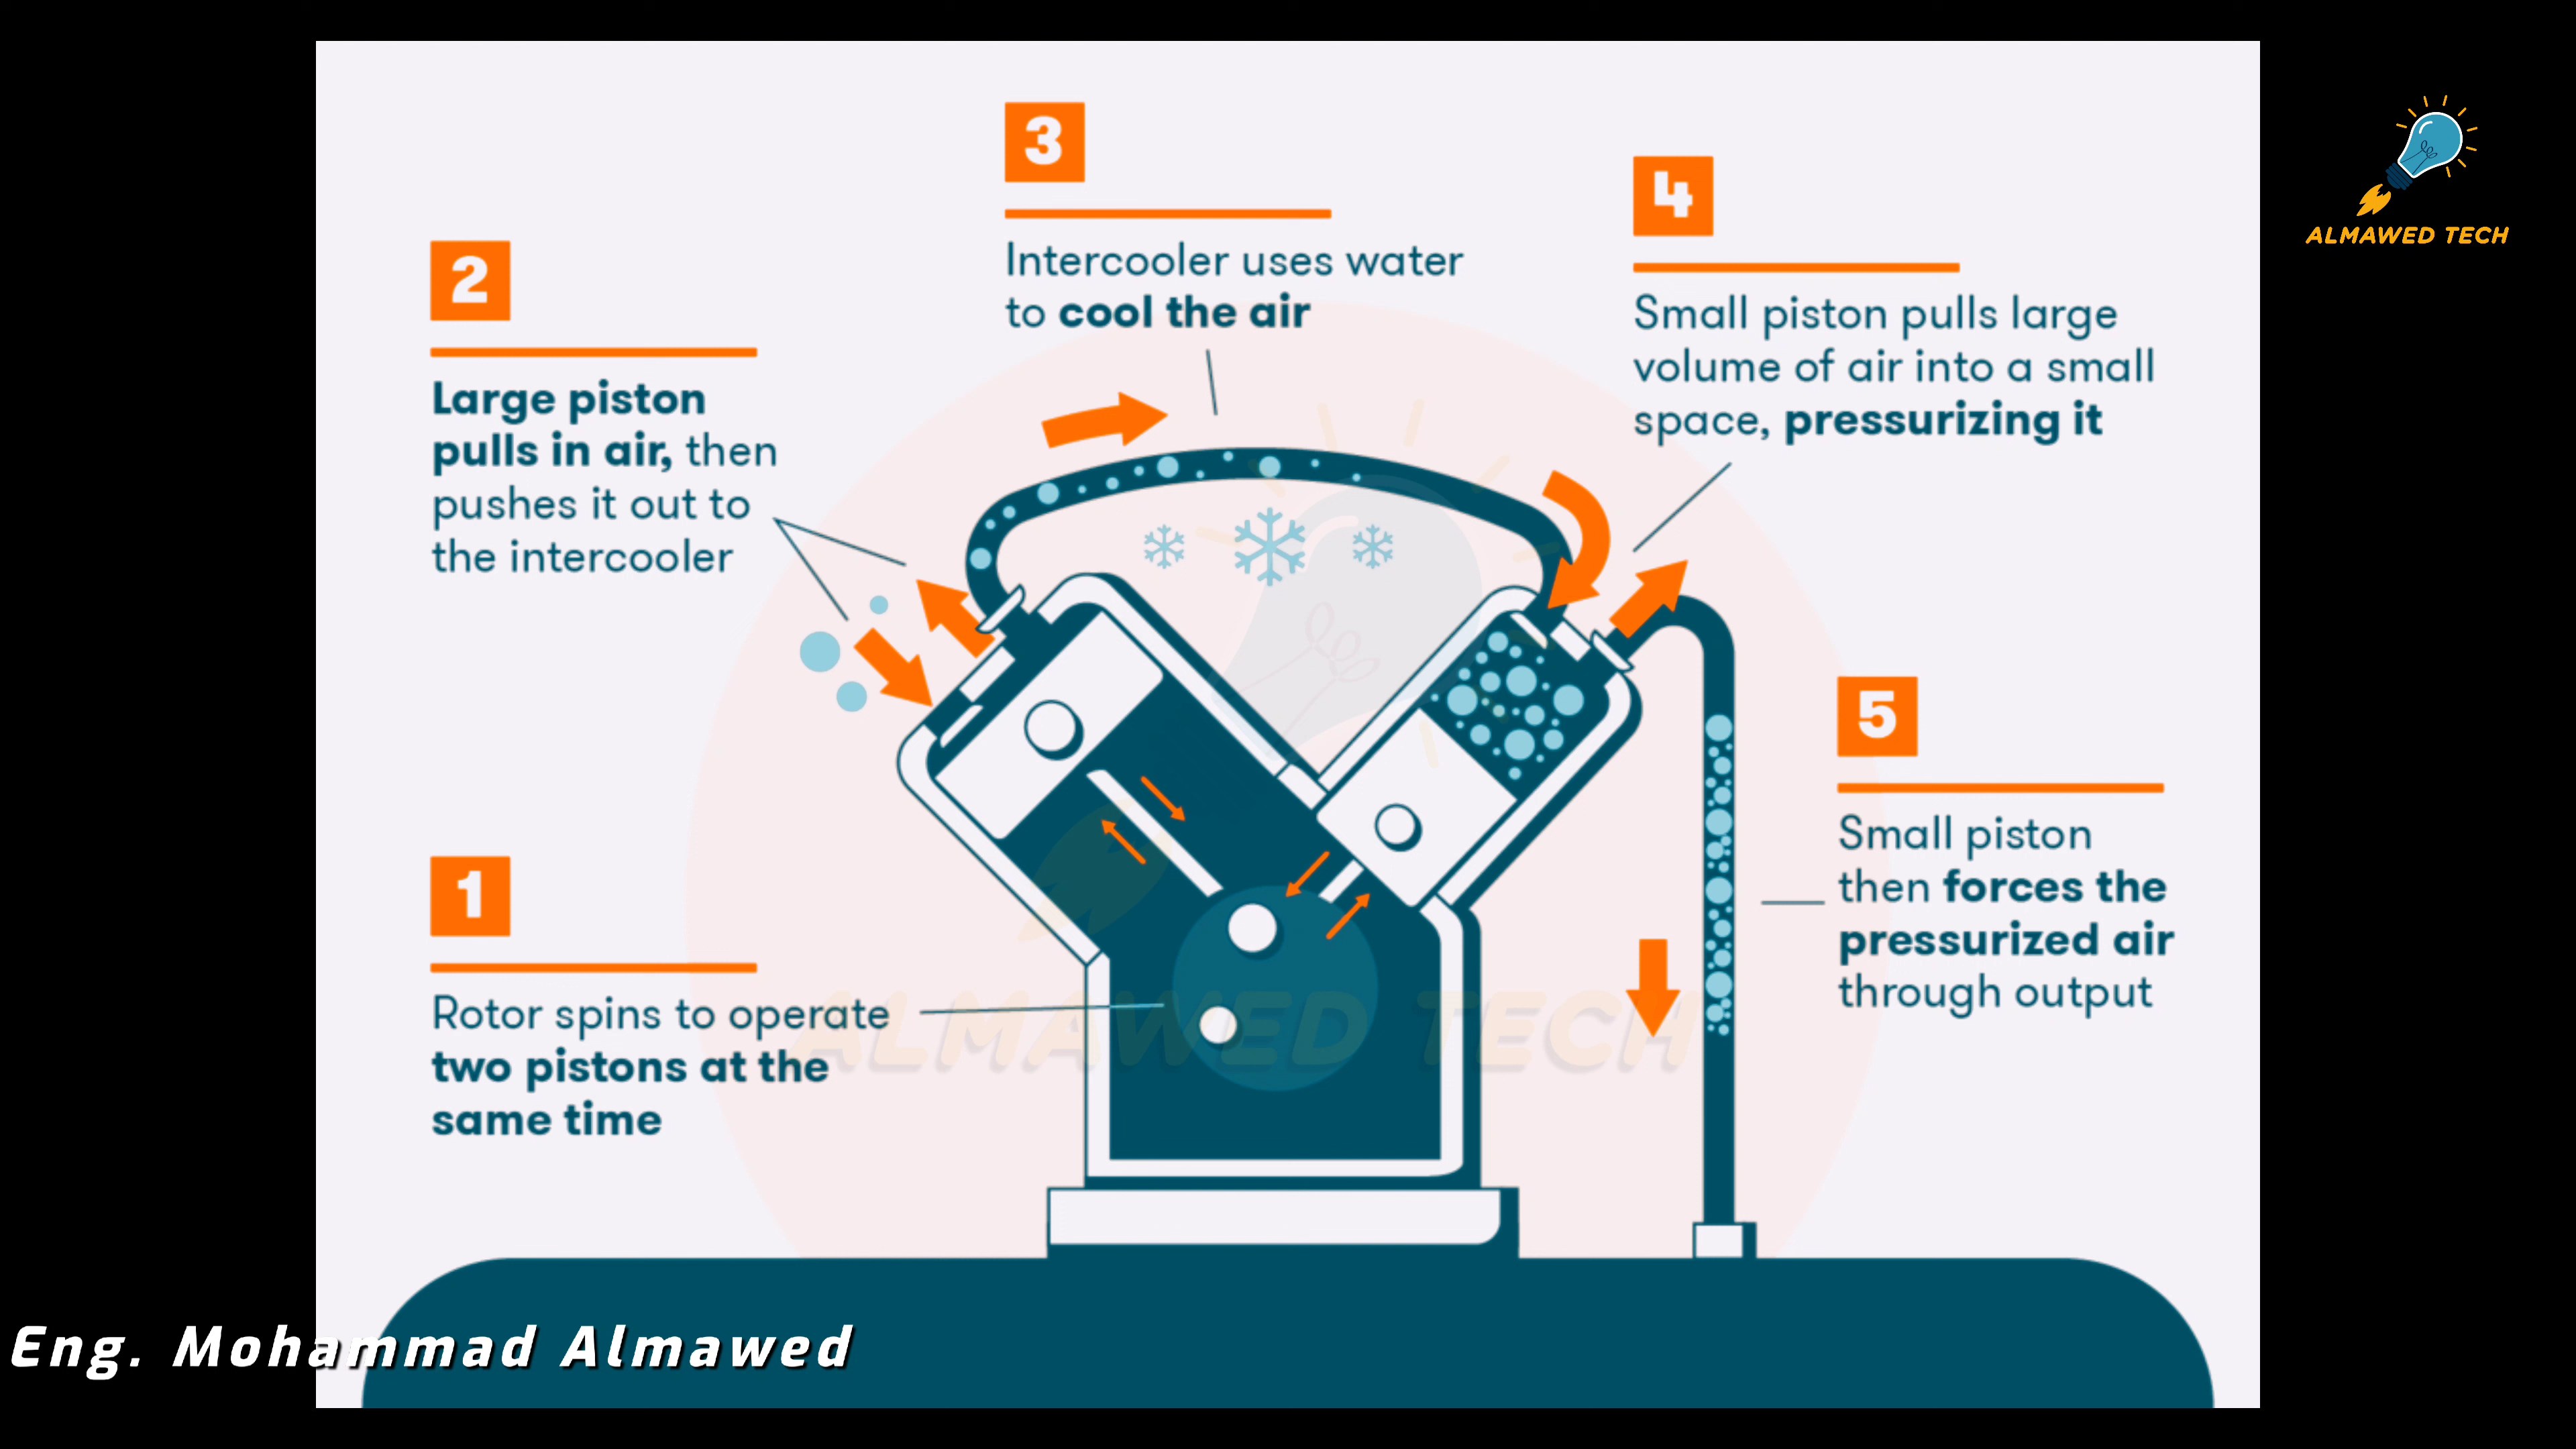 1
Rotor spins to operate
two pistons at the
same time
2
Large piston
pulls in air, then
pushes it out to
the intercooler
3
Intercooler uses water
to cool the air
4
Small piston pulls large
volume of air into a small
space, pressurizing it
5
Small piston
then forces the
pressurized air
through output
ALMAWED TECH
ALMAWED TECH
Eng. Mohammad Almawed